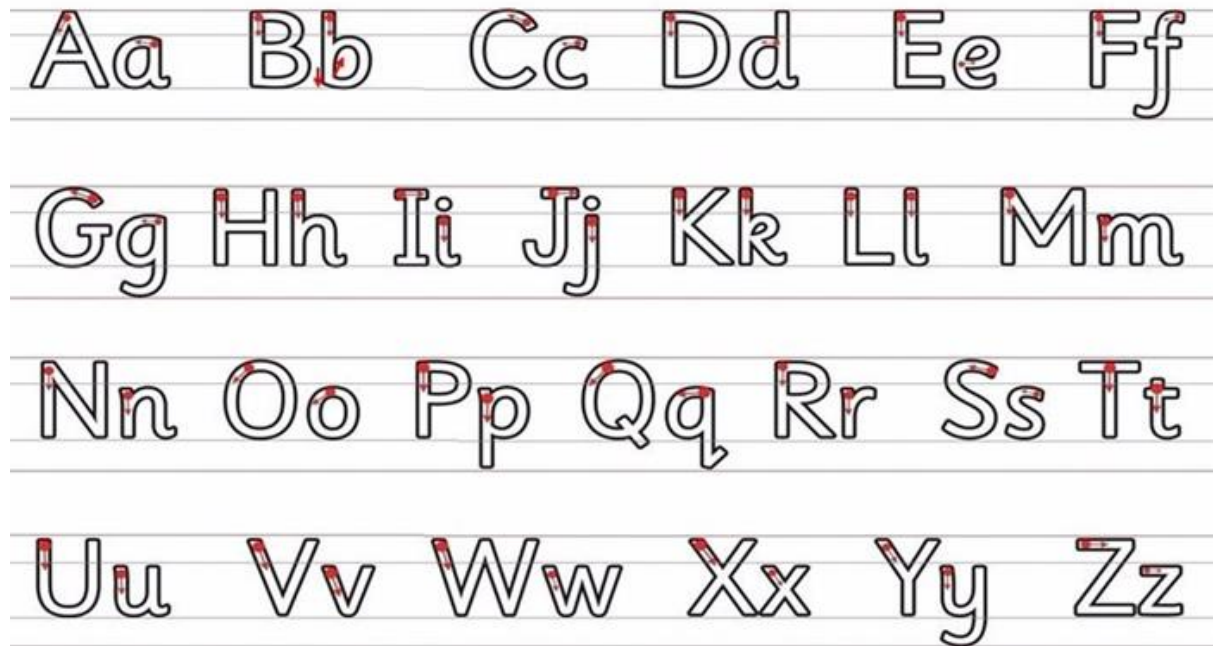 Aa Bb Cc Dd Ee Ff
Gg Hh Ii Jj Kk Ll Mm
Nn Oo Pp Qq Rr Ss Tt
Uu Vv Ww Xx Yy Zz